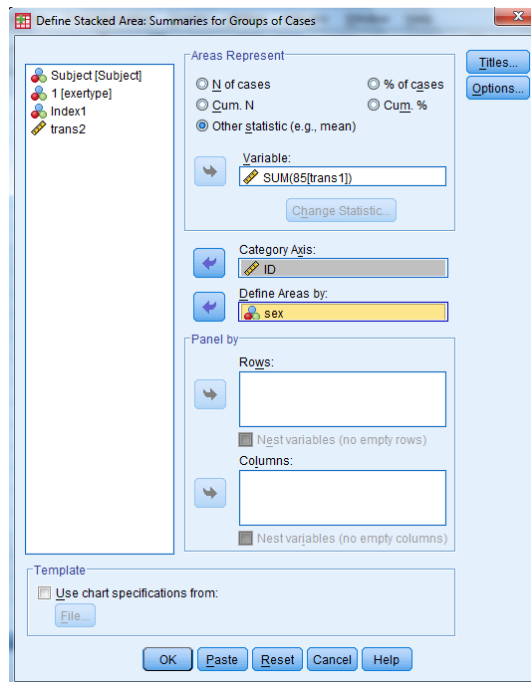 Define Stacked Area: Summaries for Groups of Cases
Subject [Subject]
1 [exertype]
Index1
trans2
Areas Represent
N of cases
% of cases
Cum. N
Cum. %
Other statistic (e.g., mean)
Variable:
SUM(85[trans1])
Change Statistic...
Category Axis:
ID
Define Areas by:
sex
Panel by
Rows:
Nest variables (no empty rows)
Columns:
Nest variables (no empty columns)
Titles...
Options...
Template
Use chart specifications from:
File...
OK
Paste
Reset
Cancel
Help